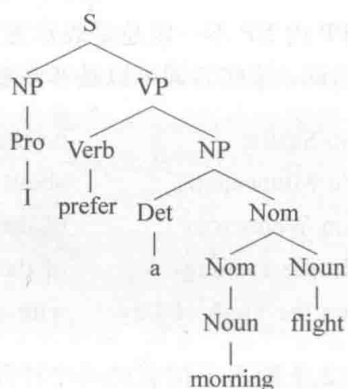 S
NP VP
Pro Verb NP
I prefer Det Nom
a Nom Noun
Noun flight
morning